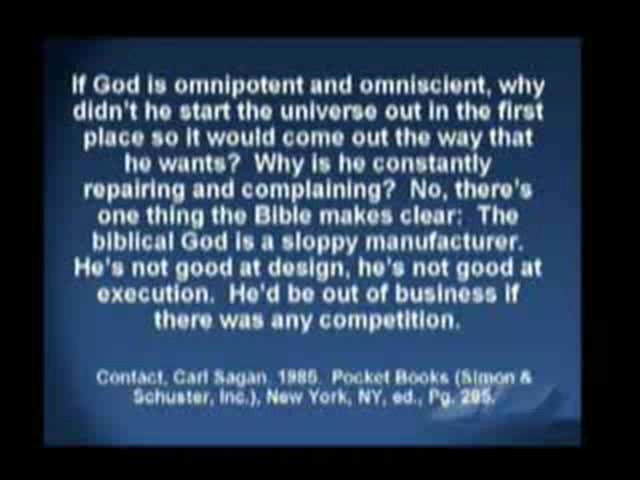 If God is omnipotent and omniscient, why
didn't he start the universe out in the first
place so it would come out the way that
he wants? Why is he constantly
repairing and complaining? No, there's
one thing the Bible makes clear: The
biblical God is a sloppy manufacturer.
He's not good at design, he's not good at
execution. He'd be out of business if
there was any competition.
Contact, Carl Sagan. 1985. Pocket Books (Simon &
Schuster, Inc.), New York, NY, ed., Pg. 285.